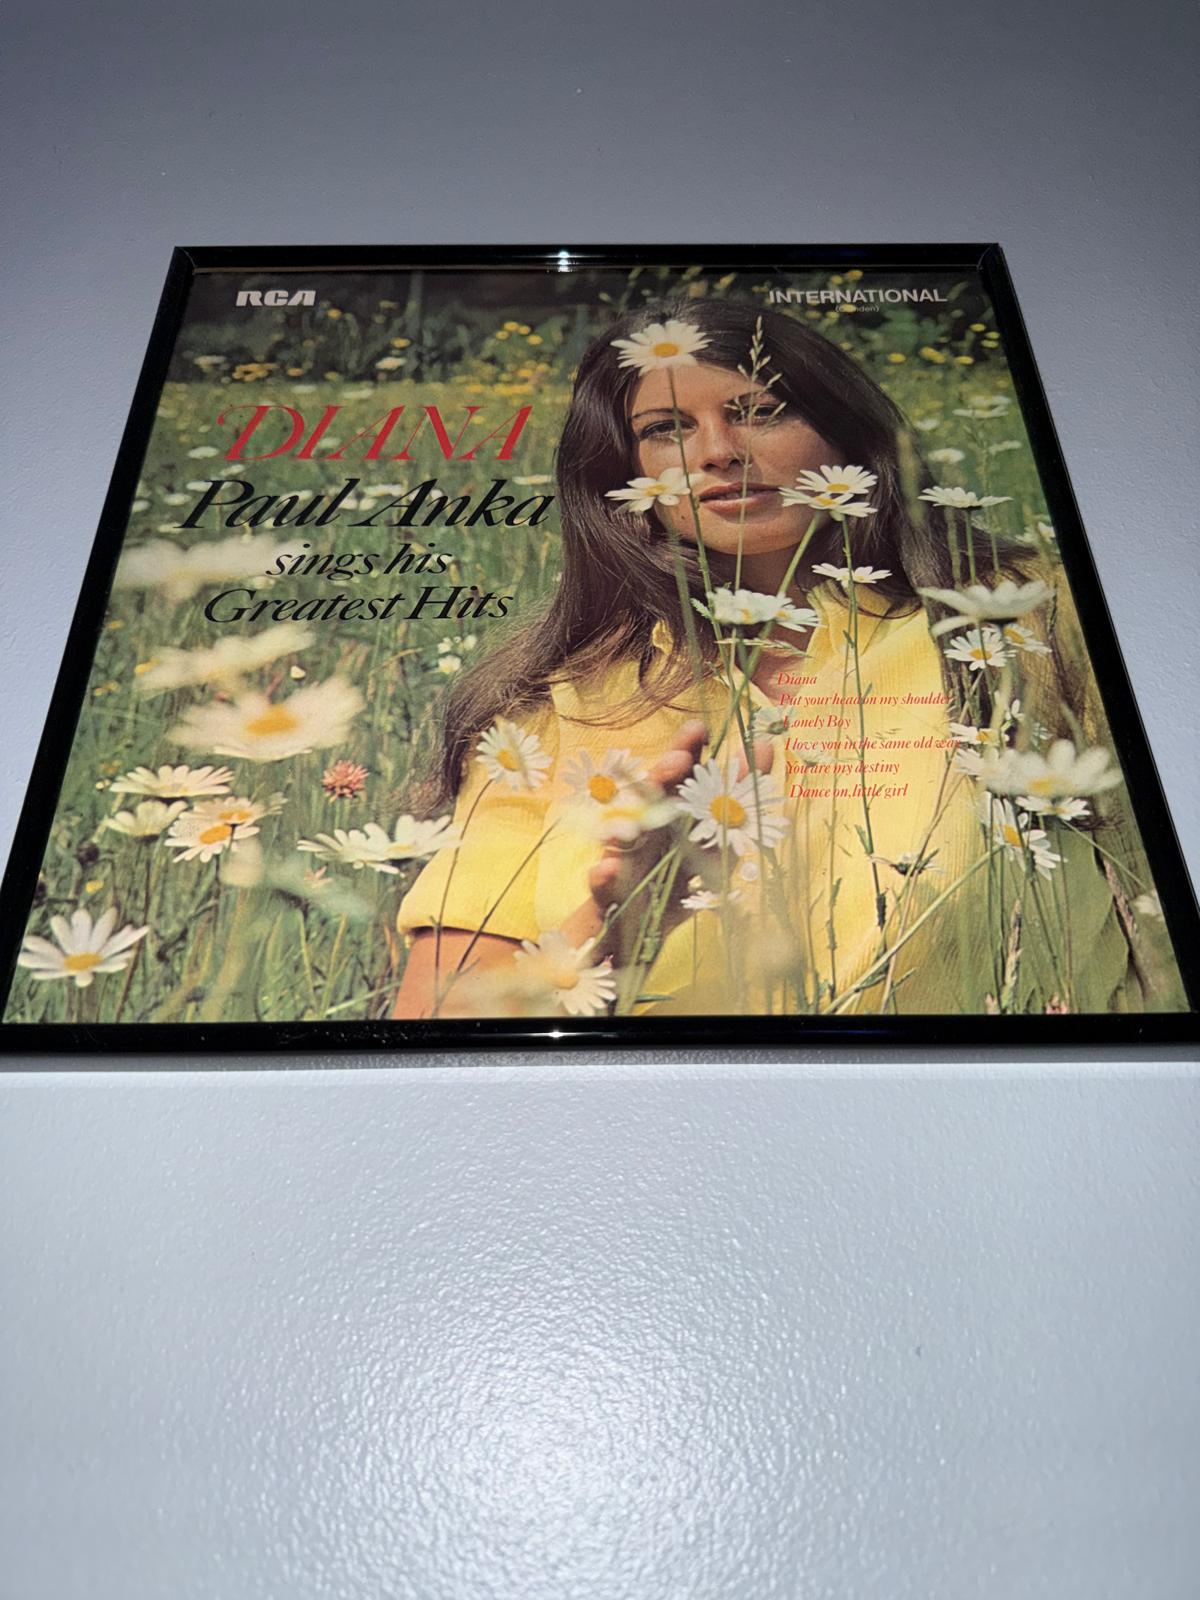 RCA
INTERNATIONAL
(Camden)
DIANA
Paul Anka
sings his
Greatest Hits
Diana
Put your head on my shoulder
Lonely Boy
I love you in the same old way
You are my destiny
Dance on, little girl